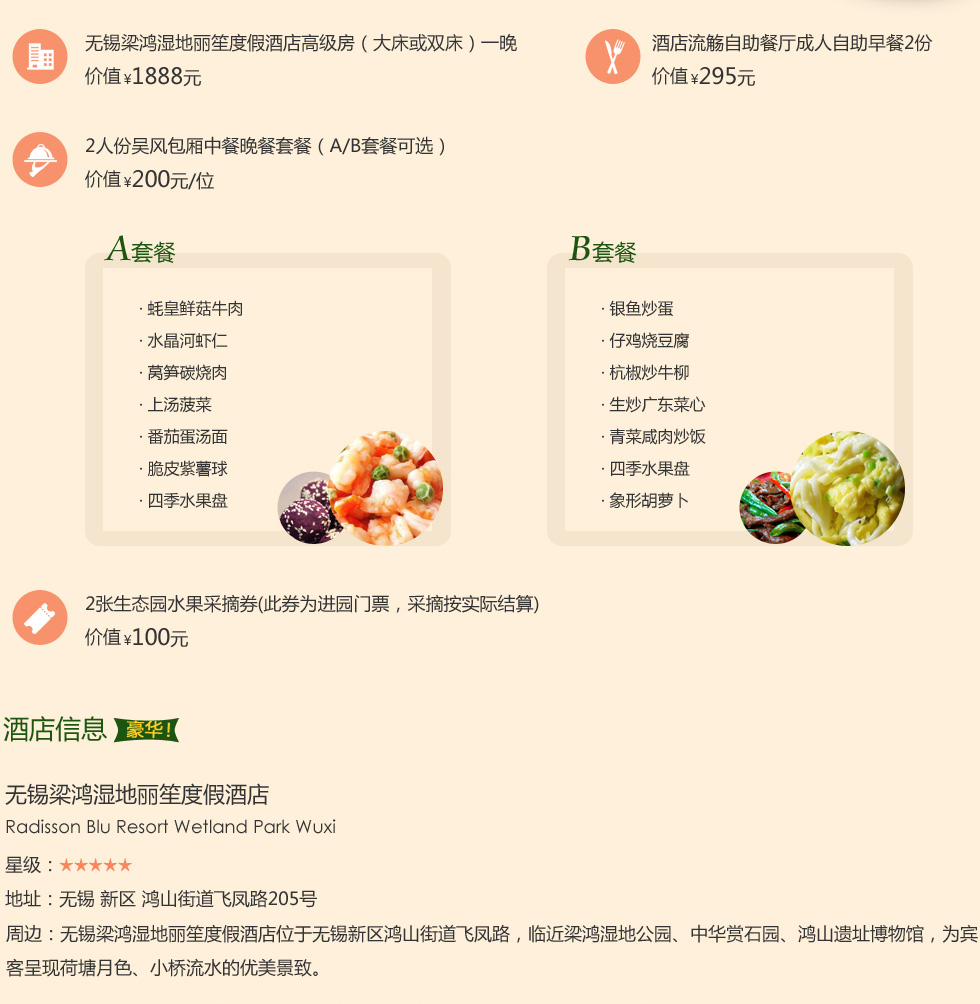 无锡梁鸿湿地丽笙度假酒店高级房（大床或双床）一晚
价值¥1888元
酒店流觞自助餐厅成人自助早餐2份
价值¥295元
2人份吴风包厢中餐晚餐套餐（A/B套餐可选）
价值¥200元/位
A套餐
· 蚝皇鲜菇牛肉
· 水晶河虾仁
· 莴笋碳烧肉
· 上汤菠菜
· 番茄蛋汤面
· 脆皮紫薯球
· 四季水果盘
B套餐
· 银鱼炒蛋
· 仔鸡烧豆腐
· 杭椒炒牛柳
· 生炒广东菜心
· 青菜咸肉炒饭
· 四季水果盘
· 象形胡萝卜
2张生态园水果采摘券(此券为进园门票，采摘按实际结算)
价值¥100元
酒店信息 豪华!
无锡梁鸿湿地丽笙度假酒店
Radisson Blu Resort Wetland Park Wuxi
星级：★★★★★
地址：无锡 新区 鸿山街道飞凤路205号
周边：无锡梁鸿湿地丽笙度假酒店位于无锡新区鸿山街道飞凤路，临近梁鸿湿地公园、中华赏石园、鸿山遗址博物馆，为宾
客呈现荷塘月色、小桥流水的优美景致。